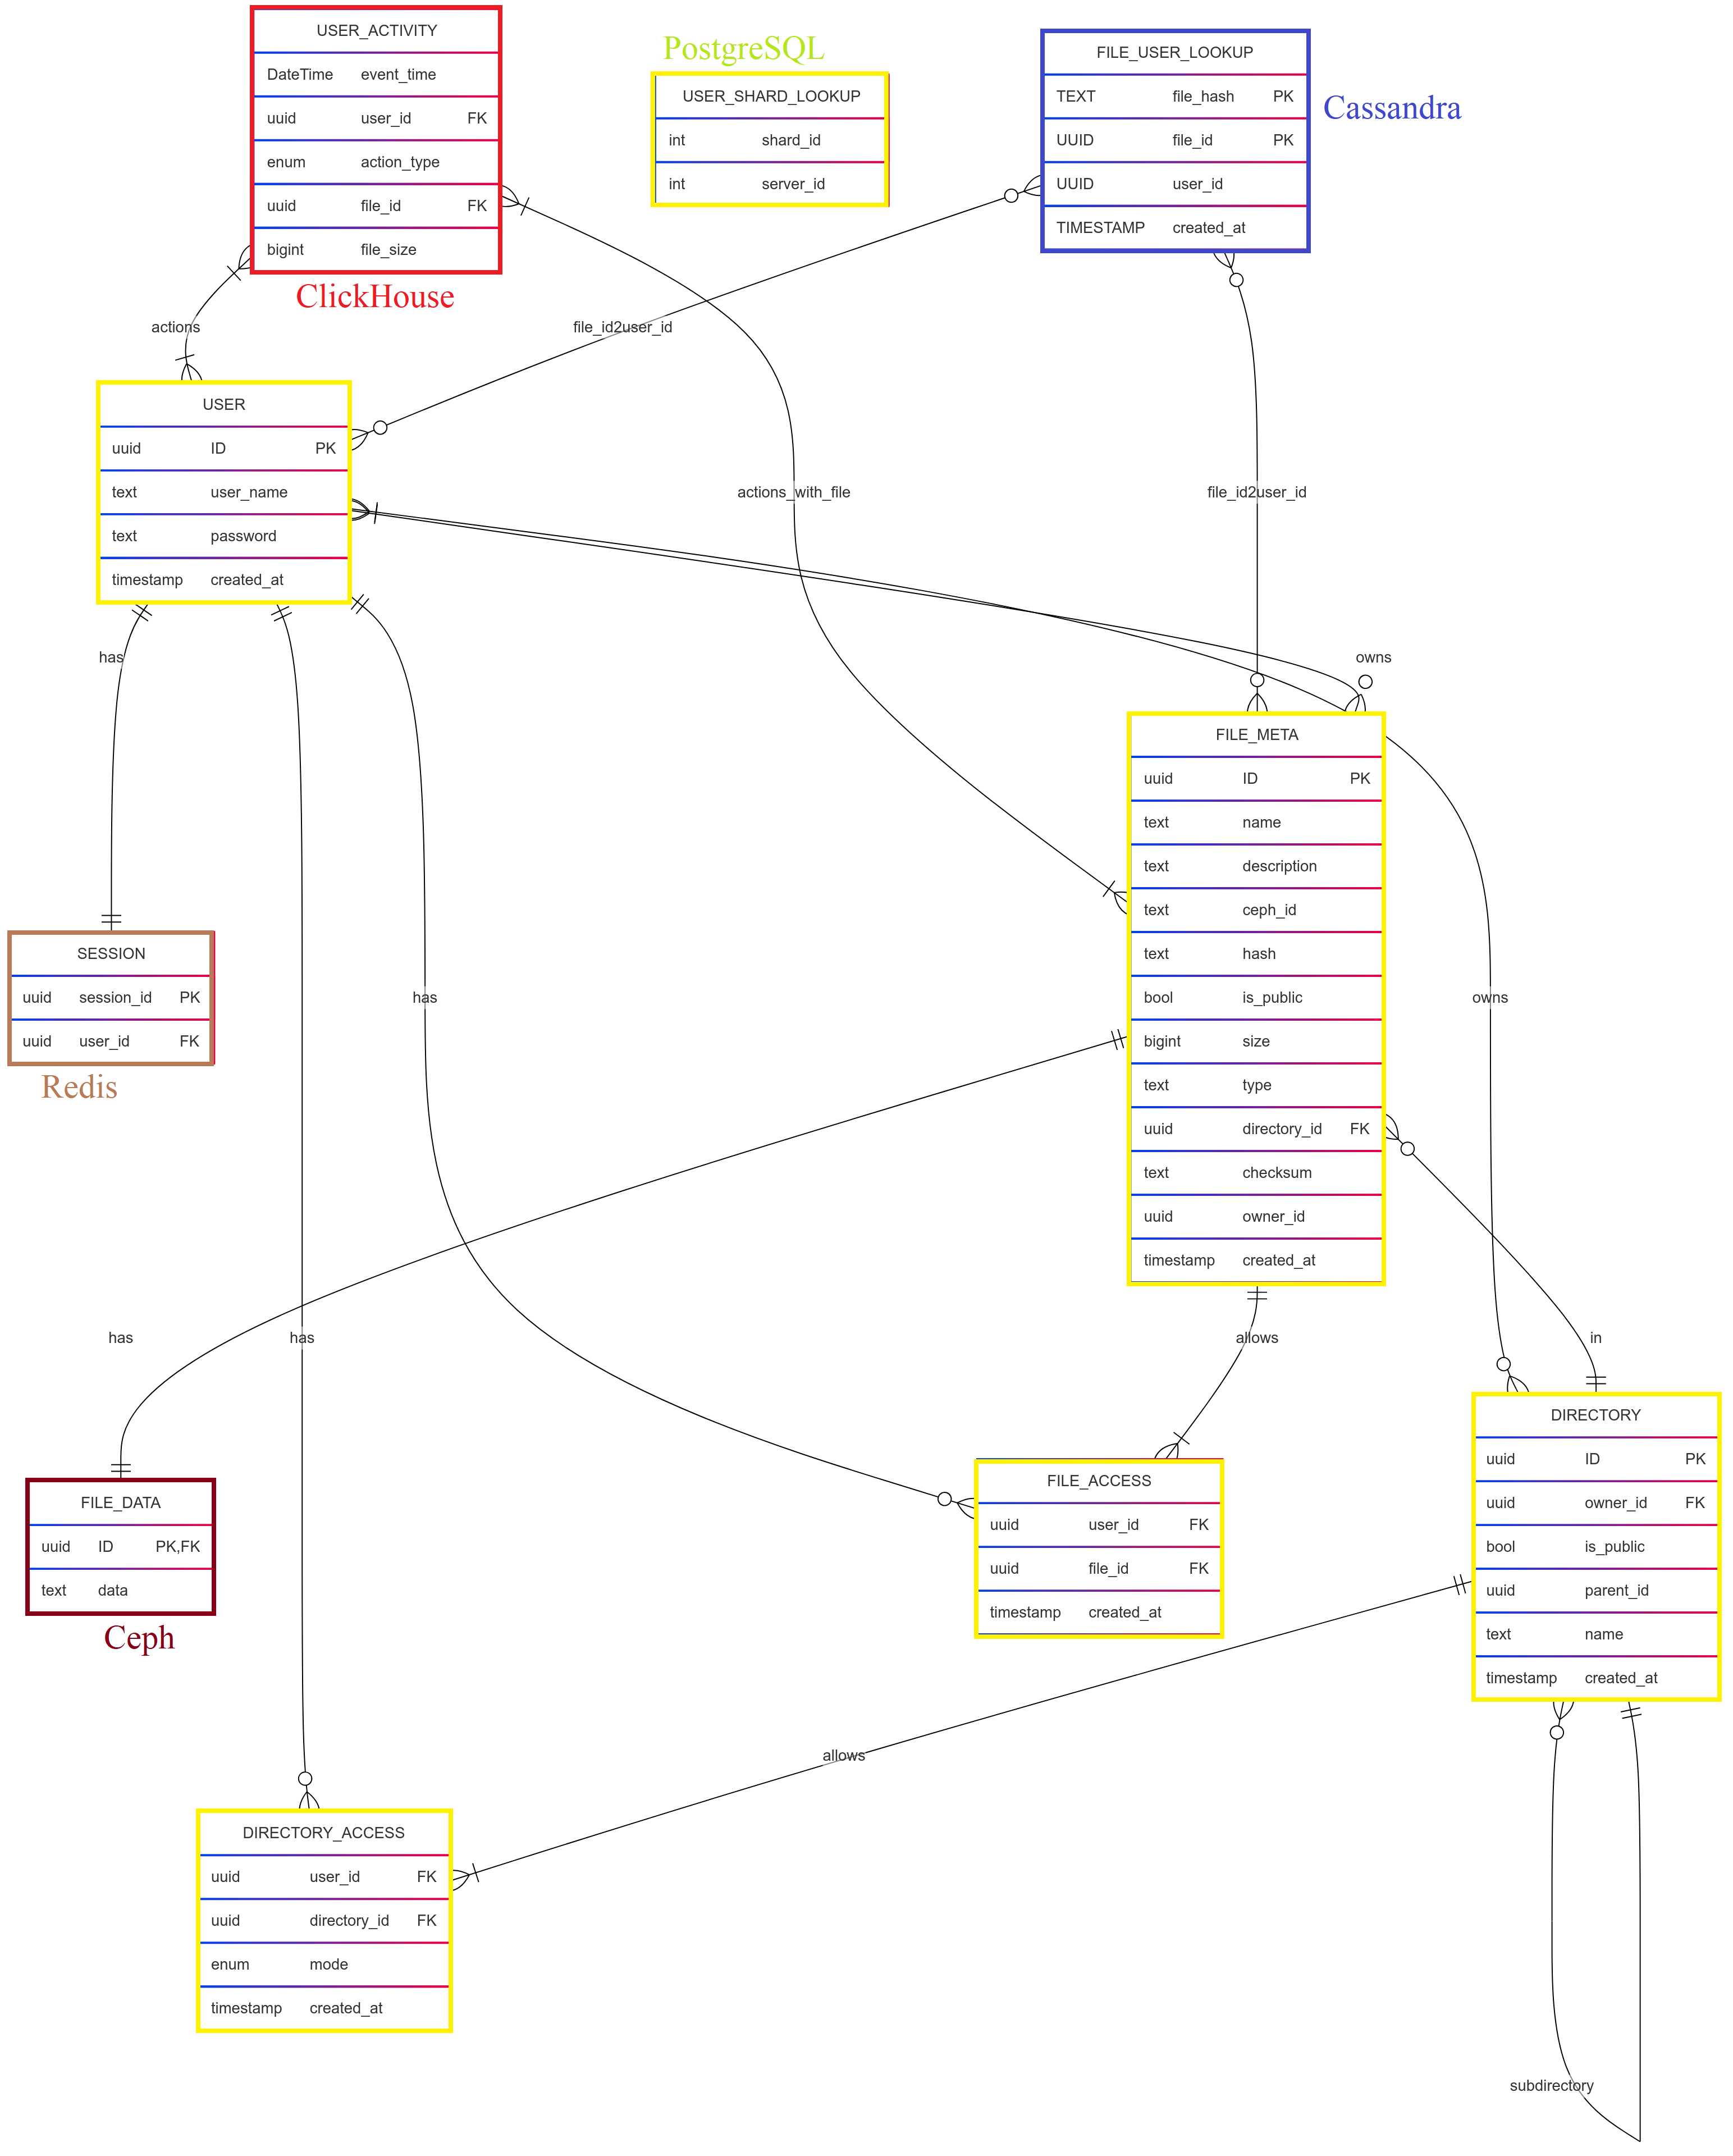 USER_ACTIVITY
DateTime event_time
uuid user_id FK
enum action_type
uuid file_id FK
bigint file_size
ClickHouse
PostgreSQL
USER_SHARD_LOOKUP
int shard_id
int server_id
FILE_USER_LOOKUP
TEXT file_hash PK
UUID file_id PK
UUID user_id
TIMESTAMP created_at
Cassandra
actions
file_id2user_id
USER
uuid ID PK
text user_name
text password
timestamp created_at
actions_with_file
file_id2user_id
has
owns
FILE_META
uuid ID PK
text name
text description
text ceph_id
text hash
bool is_public
bigint size
text type
uuid directory_id FK
text checksum
uuid owner_id
timestamp created_at
SESSION
uuid session_id PK
uuid user_id FK
Redis
has
owns
has
has
allows
in
FILE_DATA
uuid ID PK,FK
text data
Ceph
FILE_ACCESS
uuid user_id FK
uuid file_id FK
timestamp created_at
DIRECTORY
uuid ID PK
uuid owner_id FK
bool is_public
uuid parent_id
text name
timestamp created_at
allows
DIRECTORY_ACCESS
uuid user_id FK
uuid directory_id FK
enum mode
timestamp created_at
subdirectory